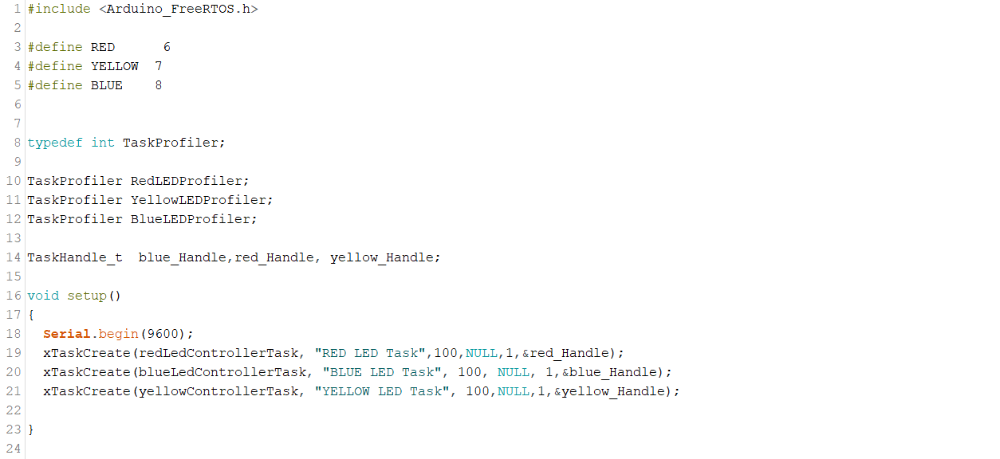 1 #include <Arduino_FreeRTOS.h>
2
3 #define RED      6
4 #define YELLOW  7
5 #define BLUE    8
6
7
8 typedef int TaskProfiler;
9
10 TaskProfiler RedLEDProfiler;
11 TaskProfiler YellowLEDProfiler;
12 TaskProfiler BlueLEDProfiler;
13
14 TaskHandle_t  blue_Handle,red_Handle, yellow_Handle;
15
16 void setup()
17 {
18   Serial.begin(9600);
19   xTaskCreate(redLedControllerTask, "RED LED Task",100,NULL,1,&red_Handle);
20   xTaskCreate(blueLedControllerTask, "BLUE LED Task", 100, NULL, 1,&blue_Handle);
21   xTaskCreate(yellowControllerTask, "YELLOW LED Task", 100,NULL,1,&yellow_Handle);
22
23 }
24